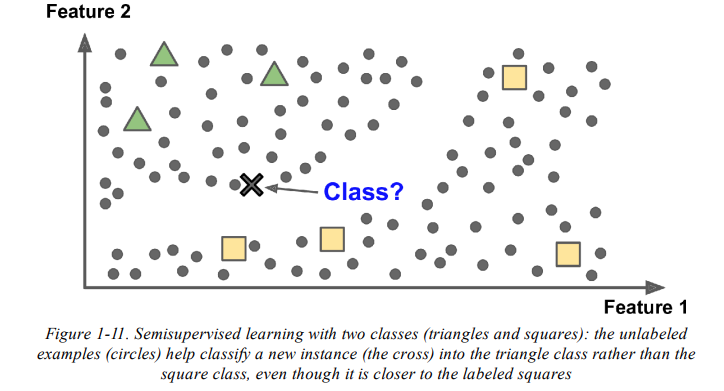 Feature 2
Class?
Feature 1
Figure 1-11. Semisupervised learning with two classes (triangles and squares): the unlabeled
examples (circles) help classify a new instance (the cross) into the triangle class rather than the
square class, even though it is closer to the labeled squares